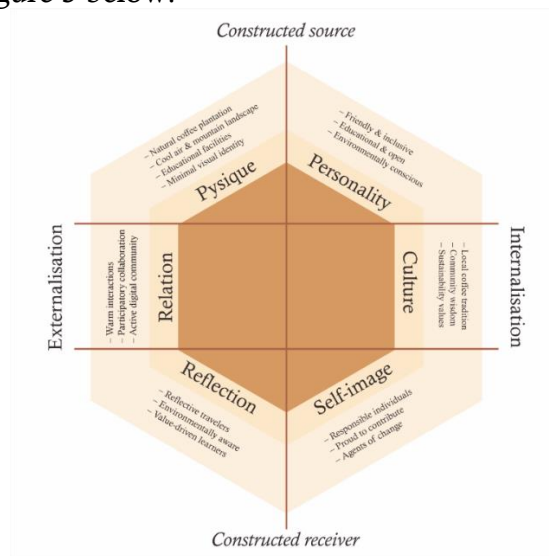 gure 3 below.
Constructed source
– Natural coffee plantation
– Cool air & mountain landscape
– Educational facilities
– Minimal visual identity
Pysique
– Friendly & inclusive
– Educational & open
– Environmentally conscious
Personality
Externalisation
– Warm interactions
– Participatory collaboration
– Active digital community
Relation
Culture
– Local coffee tradition
– Community wisdom
– Sustainability values
Internalisation
Reflection
– Reflective travelers
– Environmentally aware
– Value-driven learners
Self-image
– Responsible individuals
– Proud to contribute
– Agents of change
Constructed receiver